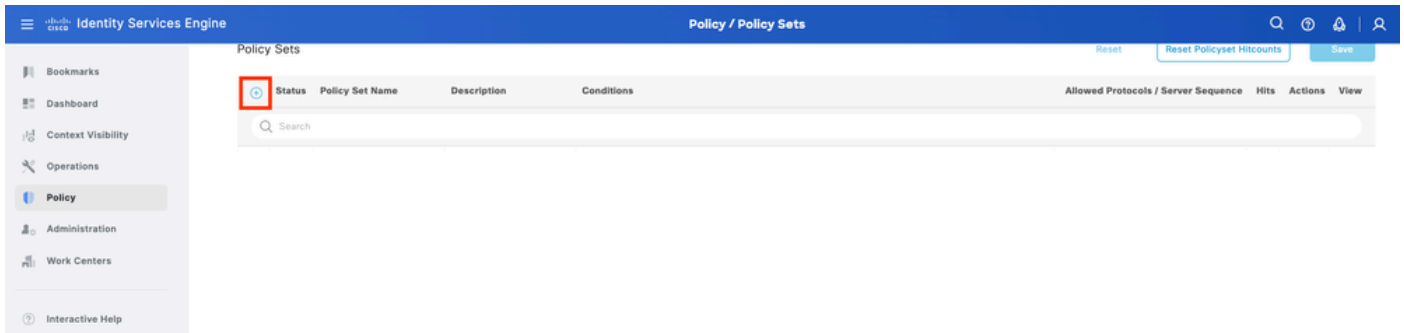 cisco Identity Services Engine
Policy / Policy Sets
Policy Sets
Reset
Reset Policyset Hitcounts
Save
Bookmarks
Dashboard
Context Visibility
Operations
Policy
Administration
Work Centers
Interactive Help
Status Policy Set Name Description Conditions Allowed Protocols / Server Sequence Hits Actions View
Search